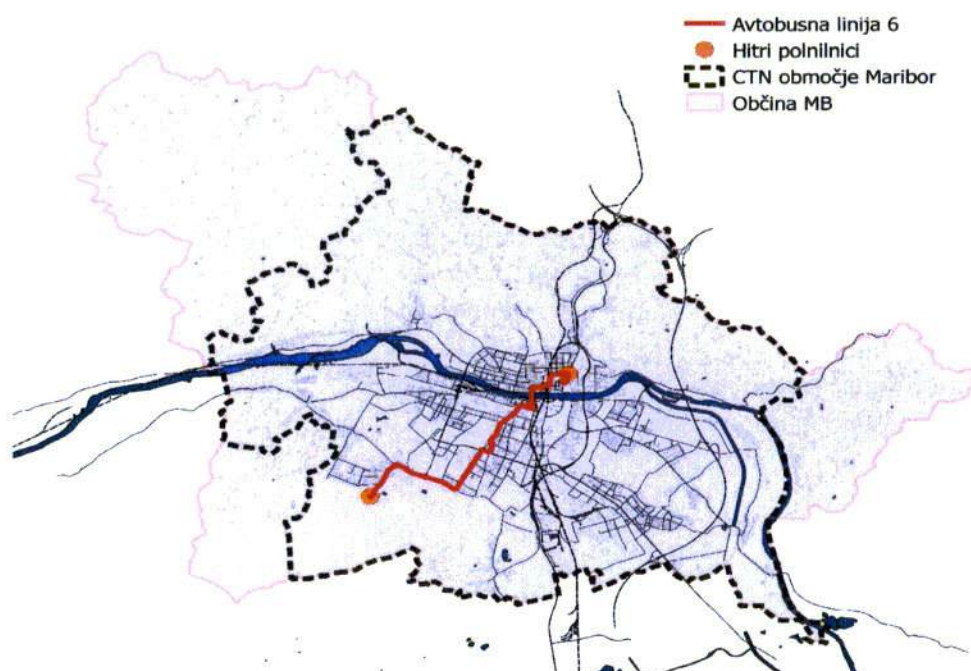 Avtobusna linija 6
Hitri polnilnici
CTN območje Maribor
Občina MB